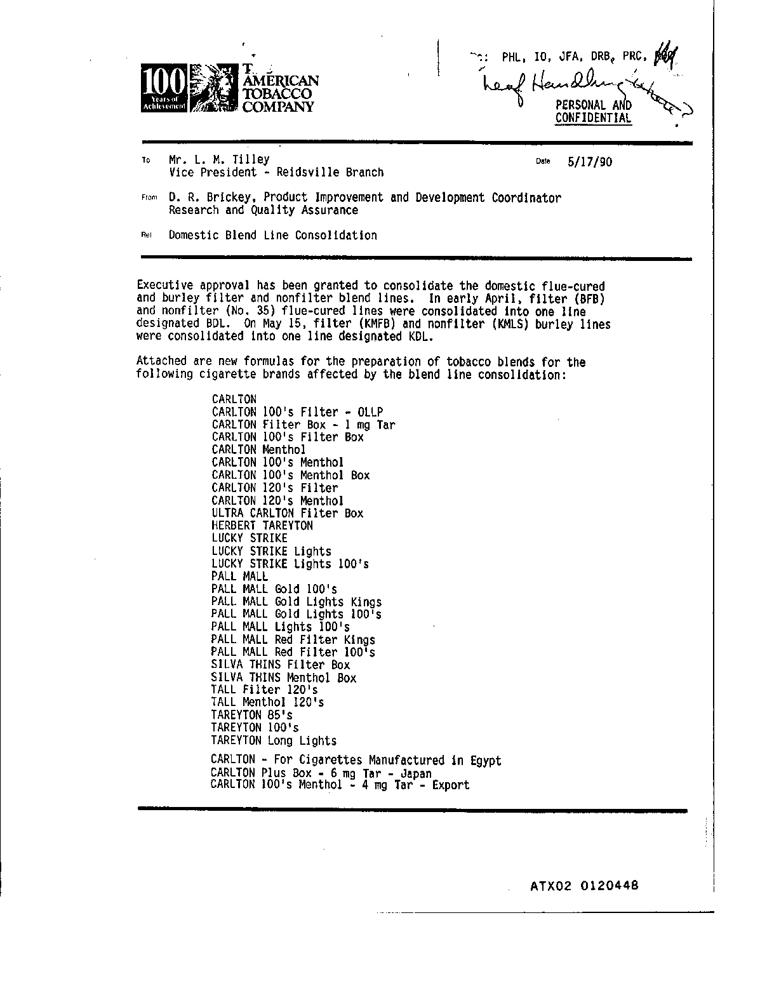 PHL, IO, JFA, DRB, PRC,
Leaf Handling
100
Years of
Achievement
AMERICAN
TOBACCO
COMPANY
PERSONAL AND
CONFIDENTIAL
To Mr. L. M. Tilley
Vice President - Reidsville Branch
Date 5/17/90
From D. R. Brickey, Product Improvement and Development Coordinator
Research and Quality Assurance
Re: Domestic Blend Line Consolidation
Executive approval has been granted to consolidate the domestic flue-cured
and burley filter and nonfilter blend lines. In early April, filter (BFB)
and nonfilter (No. 35) flue-cured lines were consolidated into one line
designated BDL. On May 15, filter (KMFB) and nonfilter (KMLS) burley lines
were consolidated into one line designated KDL.
Attached are new formulas for the preparation of tobacco blends for the
following cigarette brands affected by the blend line consolidation:
CARLTON
CARLTON 100's Filter - OLLP
CARLTON Filter Box - 1 mg Tar
CARLTON 100's Filter Box
CARLTON Menthol
CARLTON 100's Menthol
CARLTON 100's Menthol Box
CARLTON 120's Filter
CARLTON 120's Menthol
ULTRA CARLTON Filter Box
HERBERT TAREYTON
LUCKY STRIKE
LUCKY STRIKE Lights
LUCKY STRIKE Lights 100's
PALL MALL
PALL MALL Gold 100's
PALL MALL Gold Lights Kings
PALL MALL Gold Lights 100's
PALL MALL Lights 100's
PALL MALL Red Filter Kings
PALL MALL Red Filter 100's
SILVA THINS Filter Box
SILVA THINS Menthol Box
TALL Filter 120's
TALL Menthol 120's
TAREYTON 85's
TAREYTON 100's
TAREYTON Long Lights
CARLTON - For Cigarettes Manufactured in Egypt
CARLTON Plus Box - 6 mg Tar - Japan
CARLTON 100's Menthol - 4 mg Tar - Export
ATX02 0120448